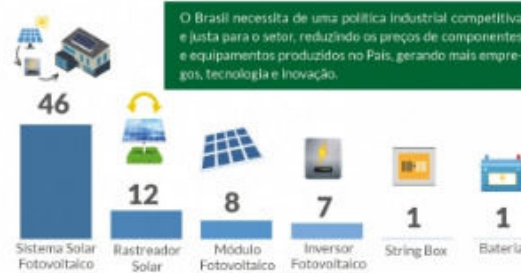 O Brasil necessita de uma política industrial competitiva
e justa para o setor, reduzindo os preços de componentes
e equipamentos produzidos no País, gerando mais empre-
gos, tecnologia e inovação.
46
12
8
7
1
1
Sistema Solar
Fotovoltaico
Rastreador
Solar
Módulo
Fotovoltaico
Inversor
Fotovoltaico
String Box
Bateria